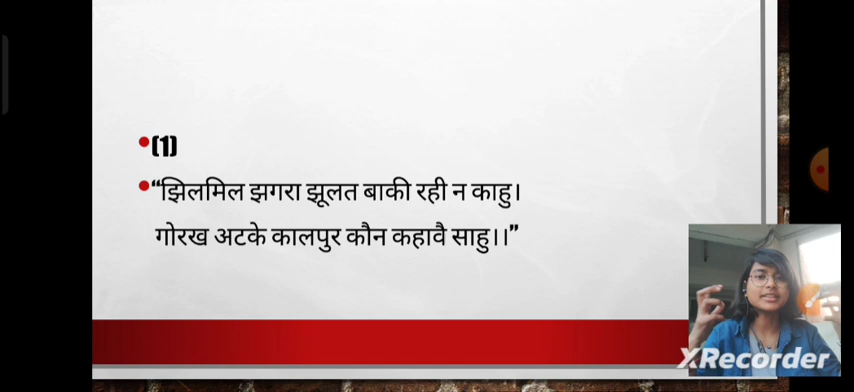 (1)
“झिलमिल झगरा झूलत बाकी रही न काहु।
गोरख अटके कालपुर कौन कहावै साहु।।”
XRecorder